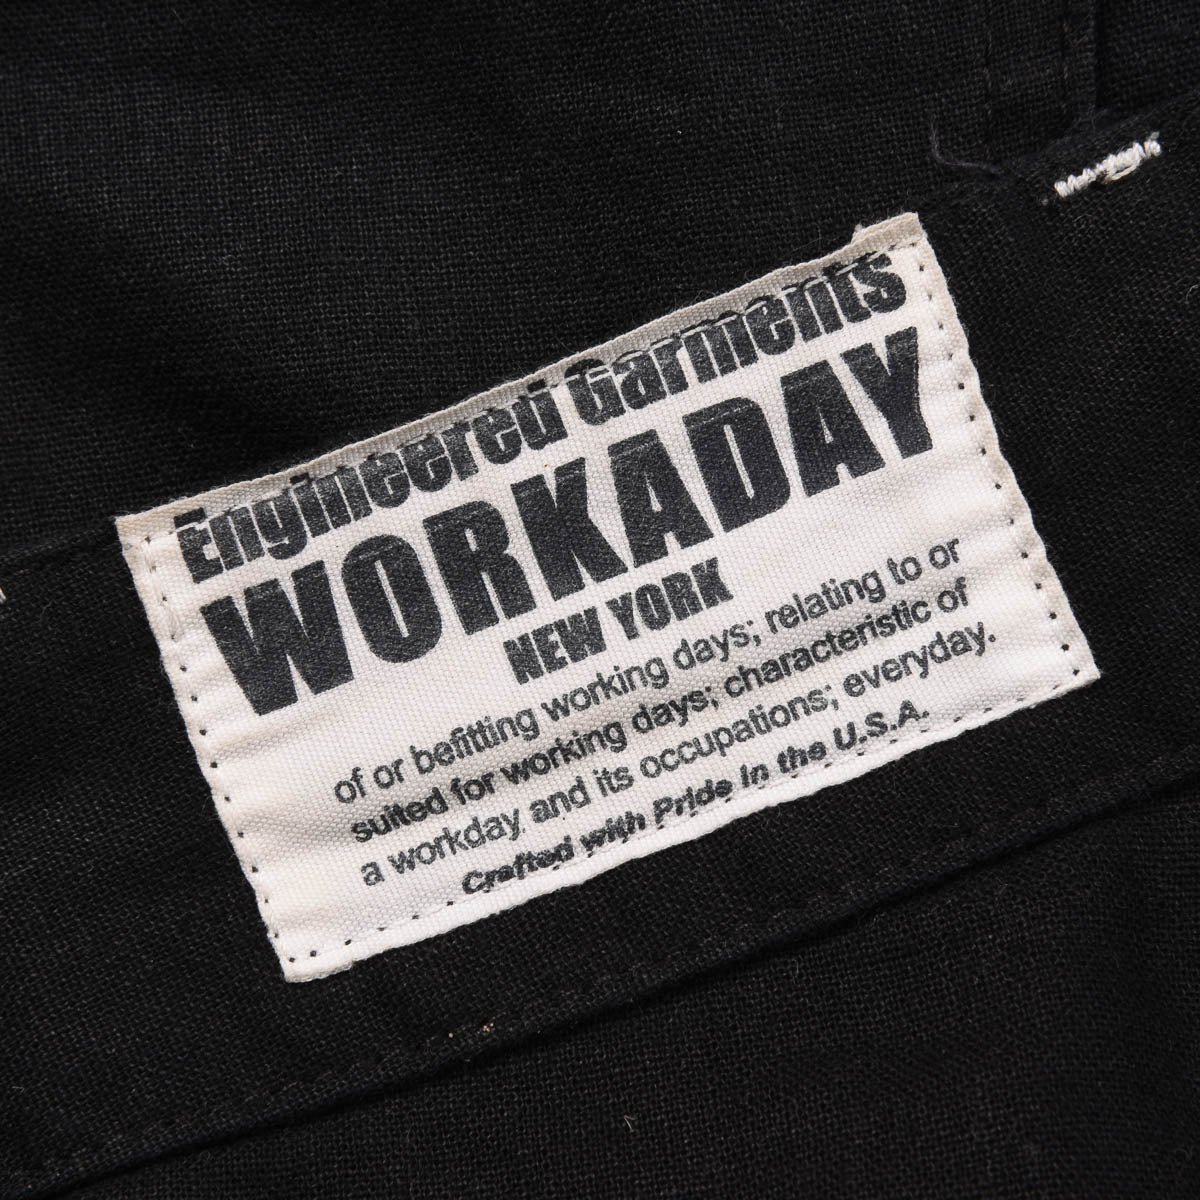 Engineered Garments
WORKADAY
NEW YORK
of or befitting working days; relating to or
suited for working days; characteristic of
a workday and its occupations; everyday.
Crafted with Pride in the U.S.A.